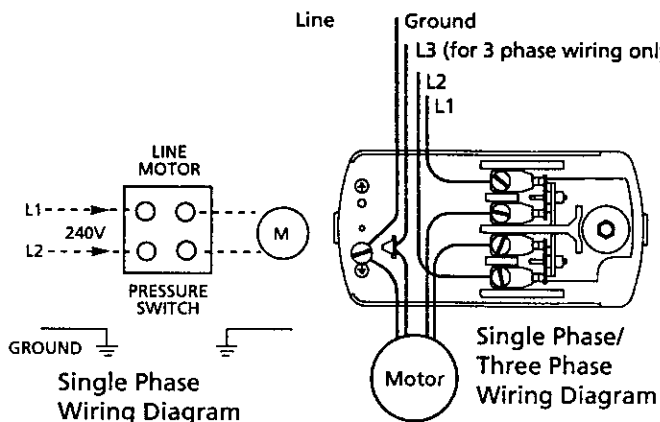 Line
Ground
L3 (for 3 phase wiring only
L2
L1
LINE
MOTOR
L1
240V
L2
M
PRESSURE
SWITCH
GROUND
Single Phase
Wiring Diagram
Motor
Single Phase/
Three Phase
Wiring Diagram